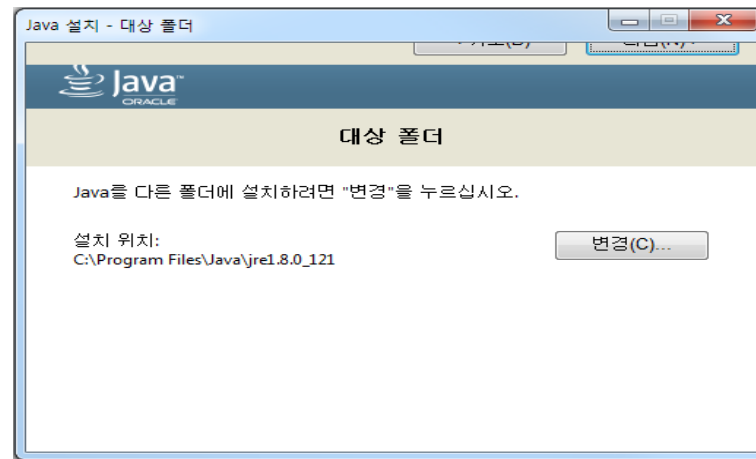 Java 설치 - 대상 폴더
Java™
ORACLE
대상 폴더
Java를 다른 폴더에 설치하려면 "변경"을 누르십시오.
설치 위치:
변경(C)...
C:\Program Files\Java\jre1.8.0_121